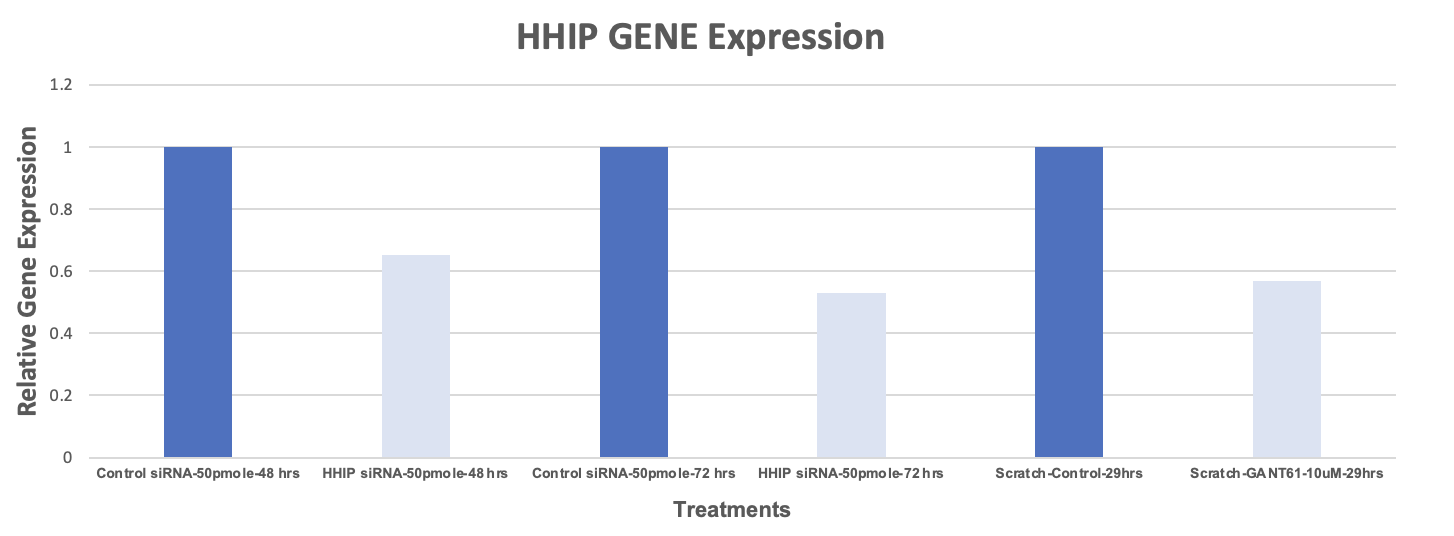 HHIP GENE Expression
1.2
1
0.8
0.6
0.4
0.2
0
Relative Gene Expression
Control siRNA-50pmole-48 hrs
HHIP siRNA-50pmole-48 hrs
Control siRNA-50pmole-72 hrs
HHIP siRNA-50pmole-72 hrs
Scratch-Control-29hrs
Scratch-GANT61-10uM-29hrs
Treatments